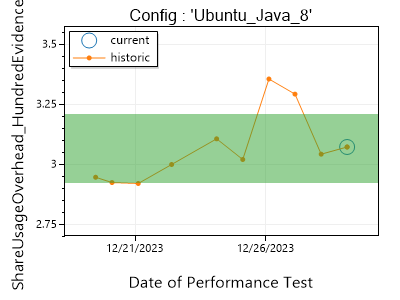 Config : 'Ubuntu_Java_8'
ShareUsageOverhead_HundredEvidence
3.5
3.25
3
2.75
current
historic
12/21/2023
12/26/2023
Date of Performance Test